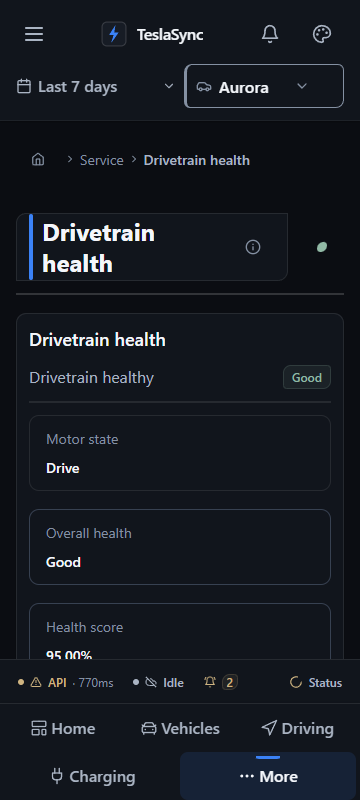 TeslaSync
Last 7 days
Aurora
Service
Drivetrain health
Drivetrain
health
Drivetrain health
Drivetrain healthy
Good
Motor state
Drive
Overall health
Good
Health score
95.00%
API · 770ms
Idle
2
Status
Home
Vehicles
Driving
Charging
More